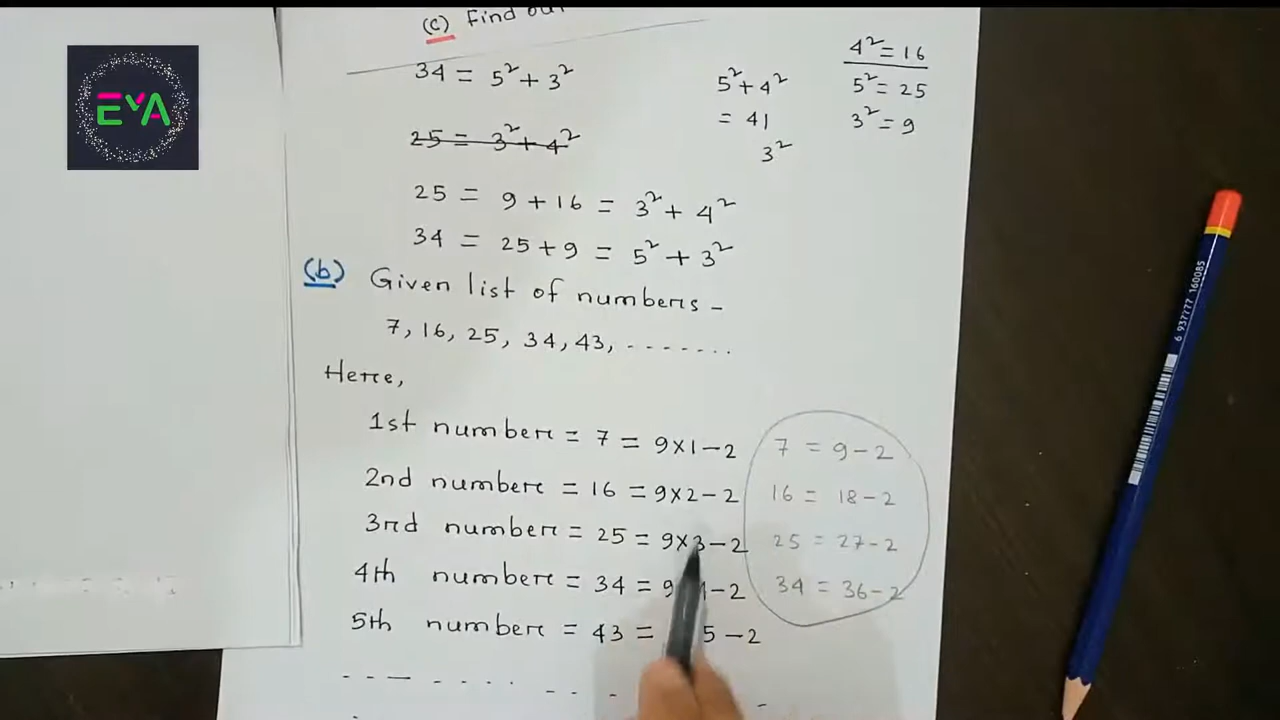 EYA
(c) Find out
34 = 5² + 3²
25 = 3² + 4²
25 = 9 + 16 = 3² + 4²
34 = 25 + 9 = 5² + 3²
5² + 4²
= 41
3²
4² = 16
5² = 25
3² = 9
(b) Given list of numbers -
7, 16, 25, 34, 43, .......
Here,
1st number = 7 = 9×1-2
2nd number = 16 = 9×2-2
3rd number = 25 = 9×3-2
4th number = 34 = 9 -2
5th number = 43 = 5 -2
7 = 9-2
16 = 18-2
25 = 27-2
34 = 36-2
6 937777 160085